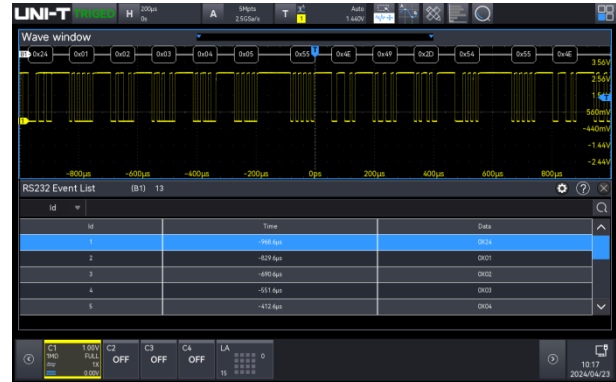 UNI-T TRIGED H 200μs 0s A 5Mpts 2.5GSa/s T 1 Auto 1.440V
Wave window
B1 0x24 0x01 0x02 0x03 0x04 0x05 0x55 0x4E 0x49 0x2D 0x54 0x55 0x4E
3.56V
2.56V
560mV
-440mV
-1.44V
-2.44V
-800μs -600μs -400μs -200μs 0ps 200μs 400μs 600μs 800μs
RS232 Event List (B1) 13
Id
Id Time Data
1 -968.6μs 0X24
2 -829.6μs 0X01
3 -690.6μs 0X02
4 -551.6μs 0X03
5 -412.6μs 0X04
C1 1.00V C2 C3 C4 LA
1MΩ FULL OFF OFF OFF 0
1X
0.00V 15
10:17
2024/04/23